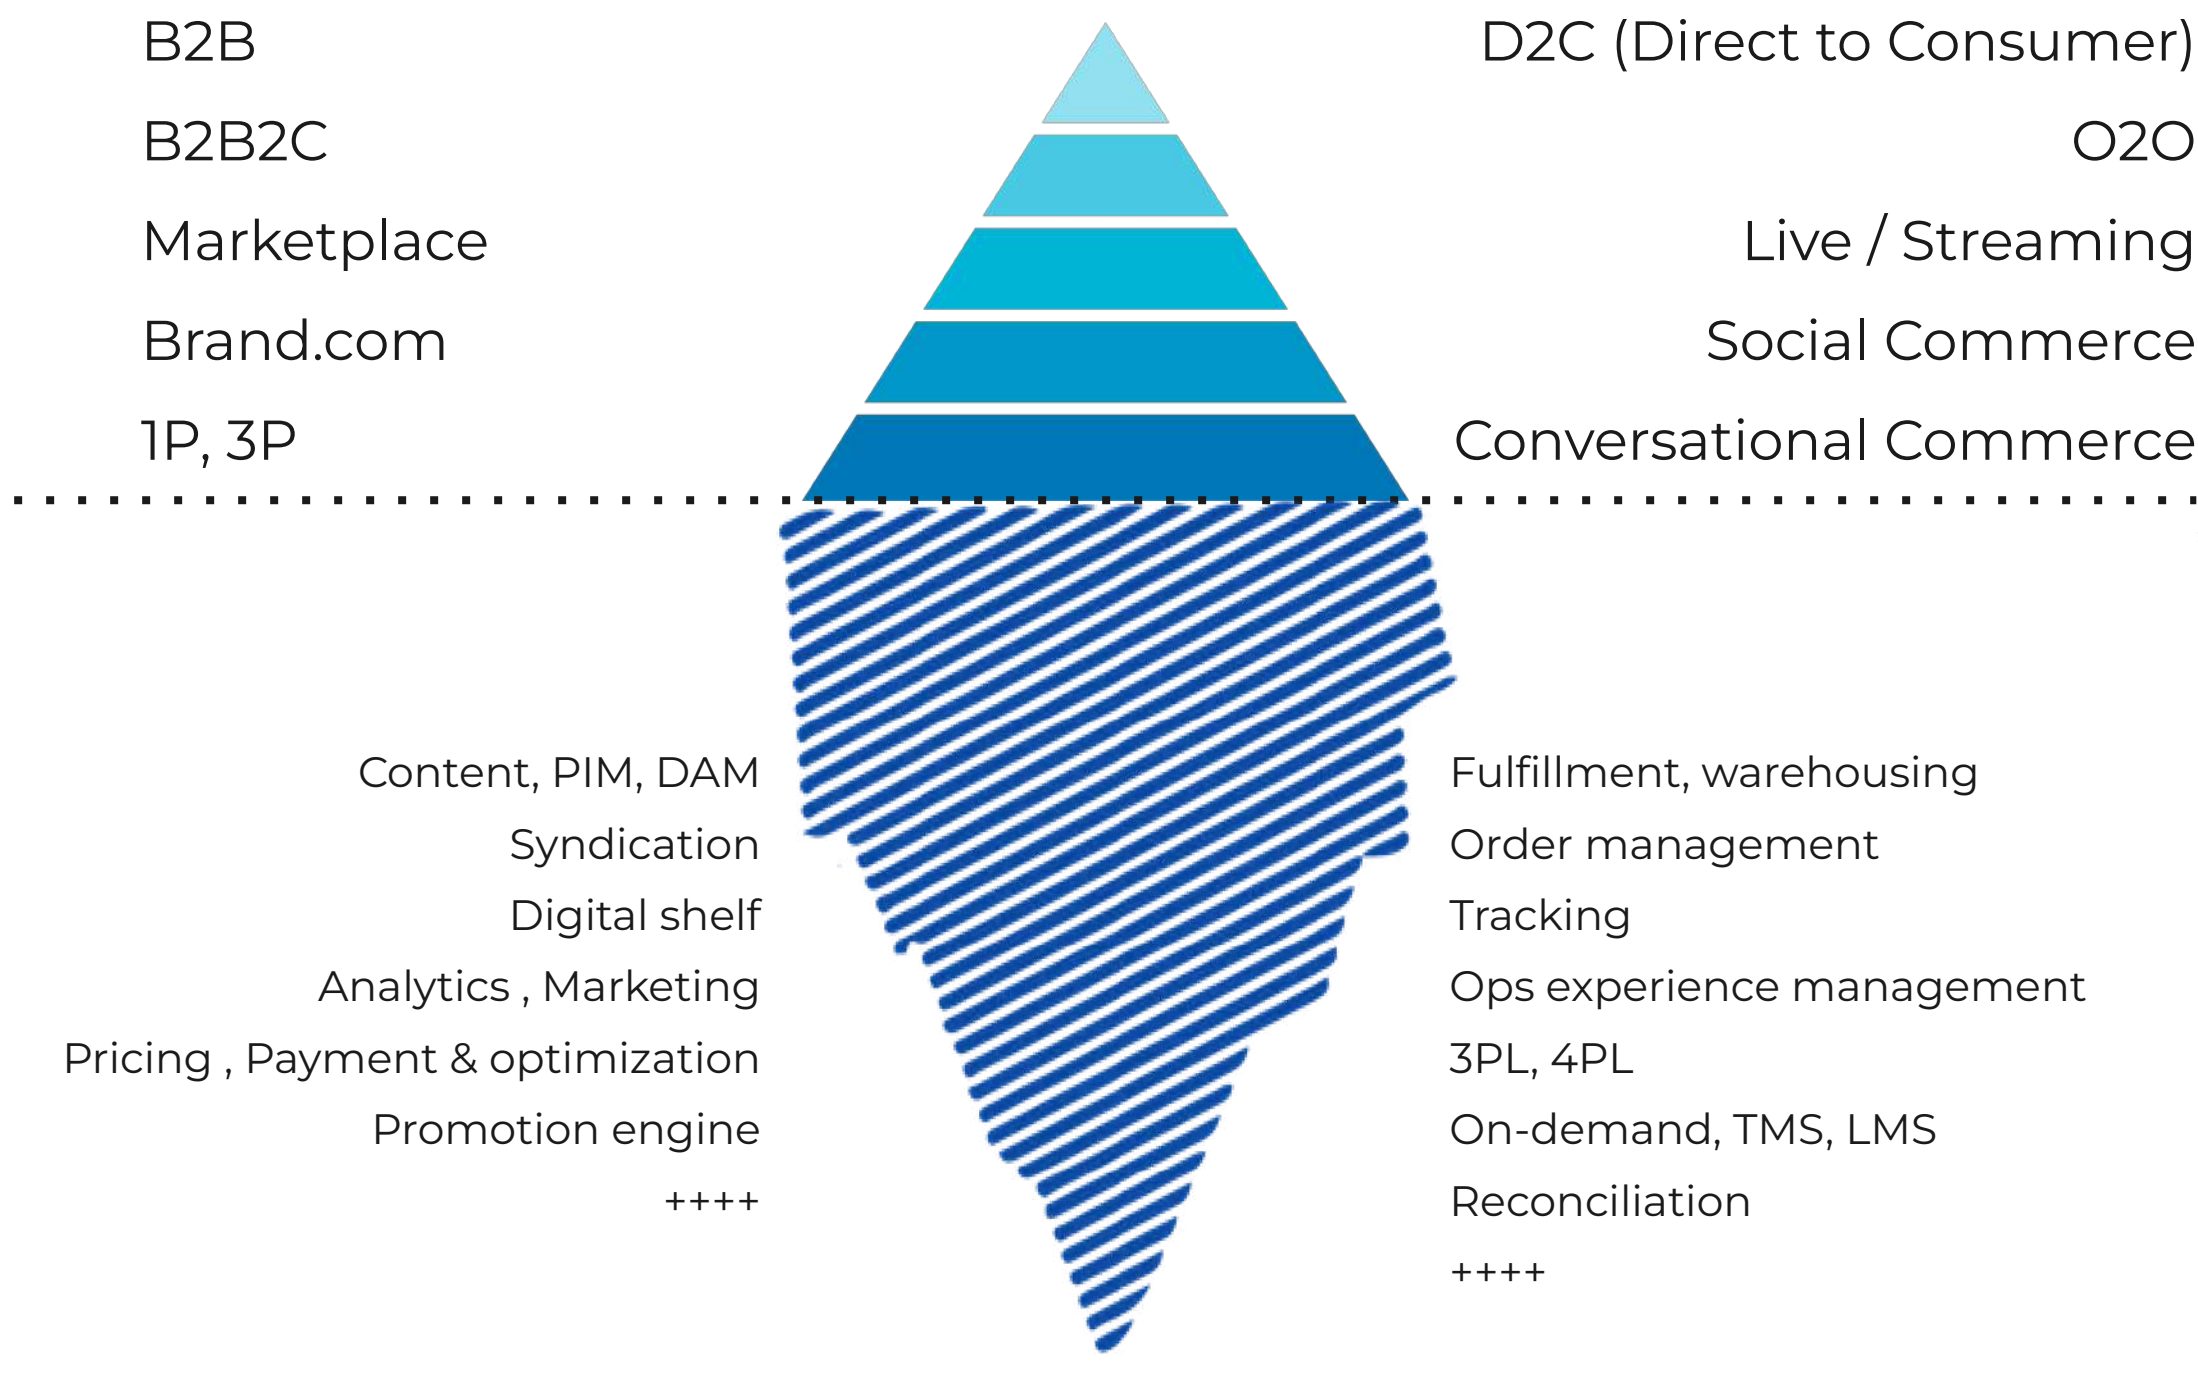 B2B
B2B2C
Marketplace
Brand.com
1P, 3P
D2C (Direct to Consumer)
O2O
Live / Streaming
Social Commerce
Conversational Commerce
Content, PIM, DAM
Syndication
Digital shelf
Analytics , Marketing
Pricing , Payment & optimization
Promotion engine
++++
Fulfillment, warehousing
Order management
Tracking
Ops experience management
3PL, 4PL
On-demand, TMS, LMS
Reconciliation
++++